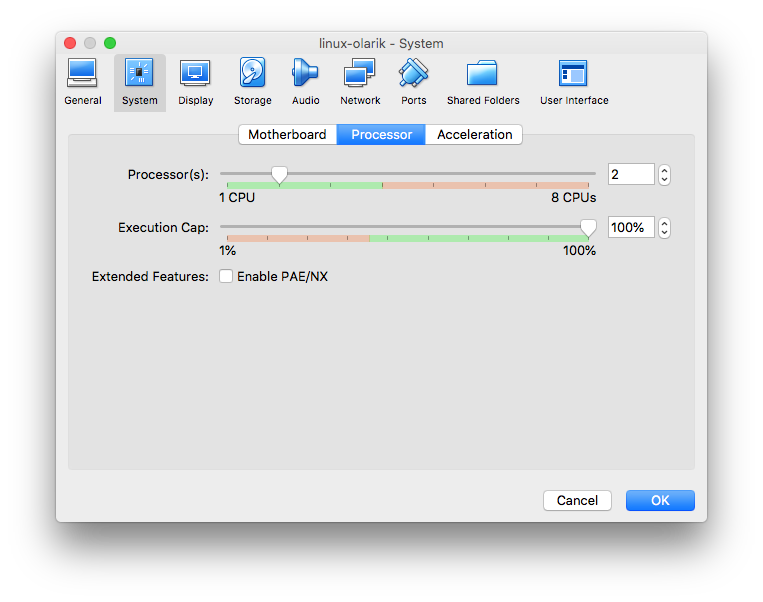 linux-olarik - System
General System Display Storage Audio Network Ports Shared Folders User Interface
Motherboard Processor Acceleration
Processor(s): 2
1 CPU 8 CPUs
Execution Cap: 100%
1% 100%
Extended Features: Enable PAE/NX
Cancel OK